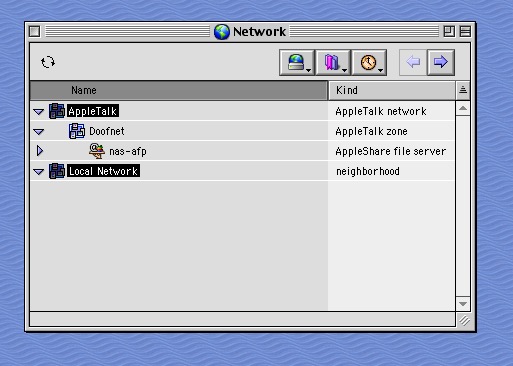 Network
Name Kind
AppleTalk AppleTalk network
Doofnet AppleTalk zone
nas-afp AppleShare file server
Local Network neighborhood